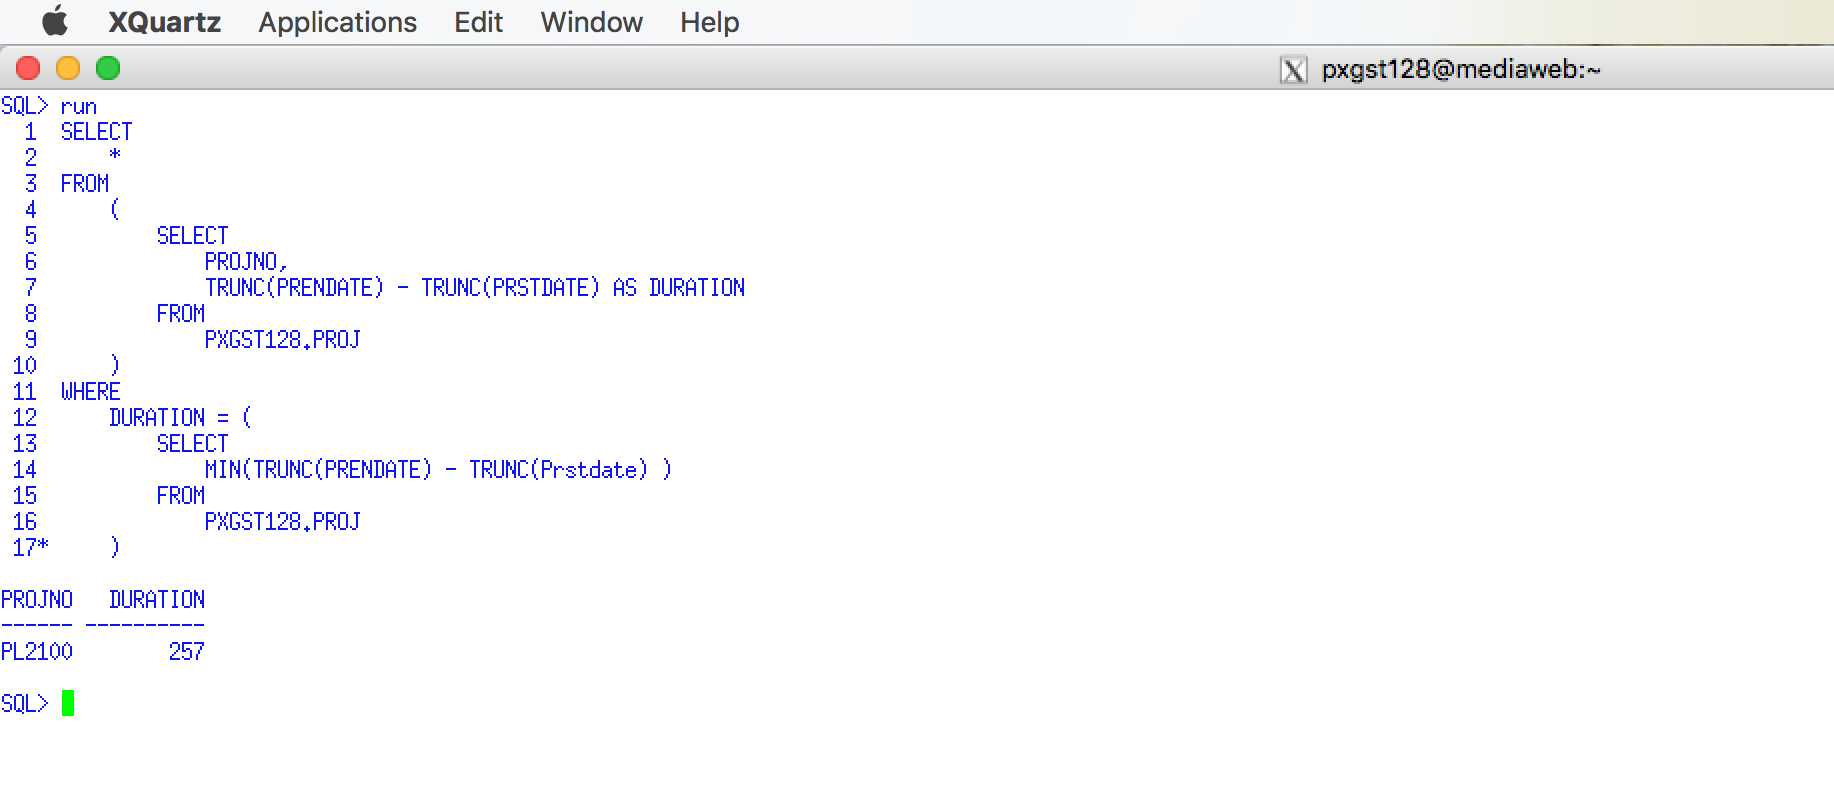 XQuartz Applications Edit Window Help
X pxgst128@mediaweb:~
SQL> run
  1  SELECT
  2      *
  3  FROM
  4      (
  5          SELECT
  6              PROJNO,
  7              TRUNC(PRENDATE) - TRUNC(PRSTDATE) AS DURATION
  8          FROM
  9              PXGST128.PROJ
 10      )
 11  WHERE
 12      DURATION = (
 13          SELECT
 14              MIN(TRUNC(PRENDATE) - TRUNC(Prstdate) )
 15          FROM
 16              PXGST128.PROJ
 17*     )
PROJNO   DURATION
------ ----------
PL2100        257
SQL>